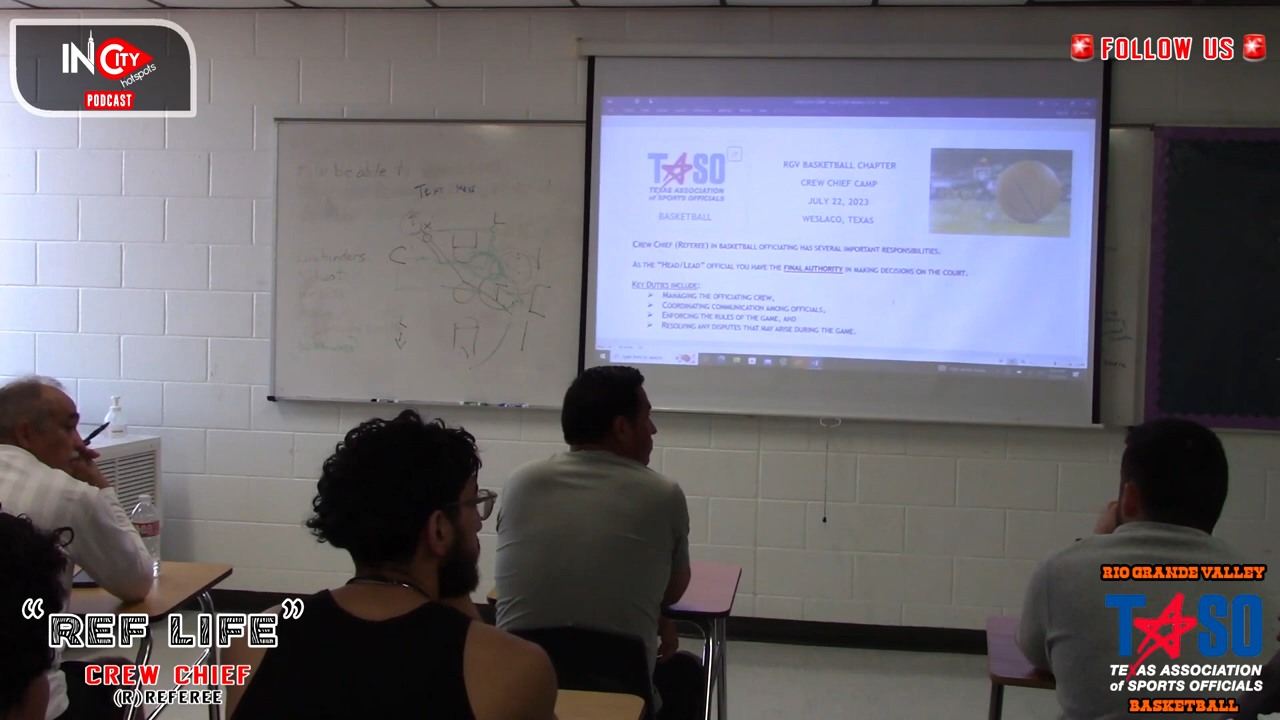 IN CITY
hotspots
PODCAST
🚨 FOLLOW US 🚨
be able to
TASO
TEXAS ASSOCIATION
of SPORTS OFFICIALS
BASKETBALL
RGV BASKETBALL CHAPTER
CREW CHIEF CAMP
JULY 22, 2023
WESLACO, TEXAS
CREW CHIEF (REFEREE) IN BASKETBALL OFFICIATING HAS SEVERAL IMPORTANT RESPONSIBILITIES.
AS THE "HEAD/LEAD" OFFICIAL YOU HAVE THE FINAL AUTHORITY IN MAKING DECISIONS ON THE COURT.
KEY DUTIES INCLUDE:
➢ MANAGING THE OFFICIATING CREW,
➢ COORDINATING COMMUNICATION AMONG OFFICIALS,
➢ ENFORCING THE RULES OF THE GAME, AND
➢ RESOLVING ANY DISPUTES THAT MAY ARISE DURING THE GAME.
L
C
"REF LIFE"
CREW CHIEF
(R)REFEREE
RIO GRANDE VALLEY
TASO
TEXAS ASSOCIATION
of SPORTS OFFICIALS
BASKETBALL